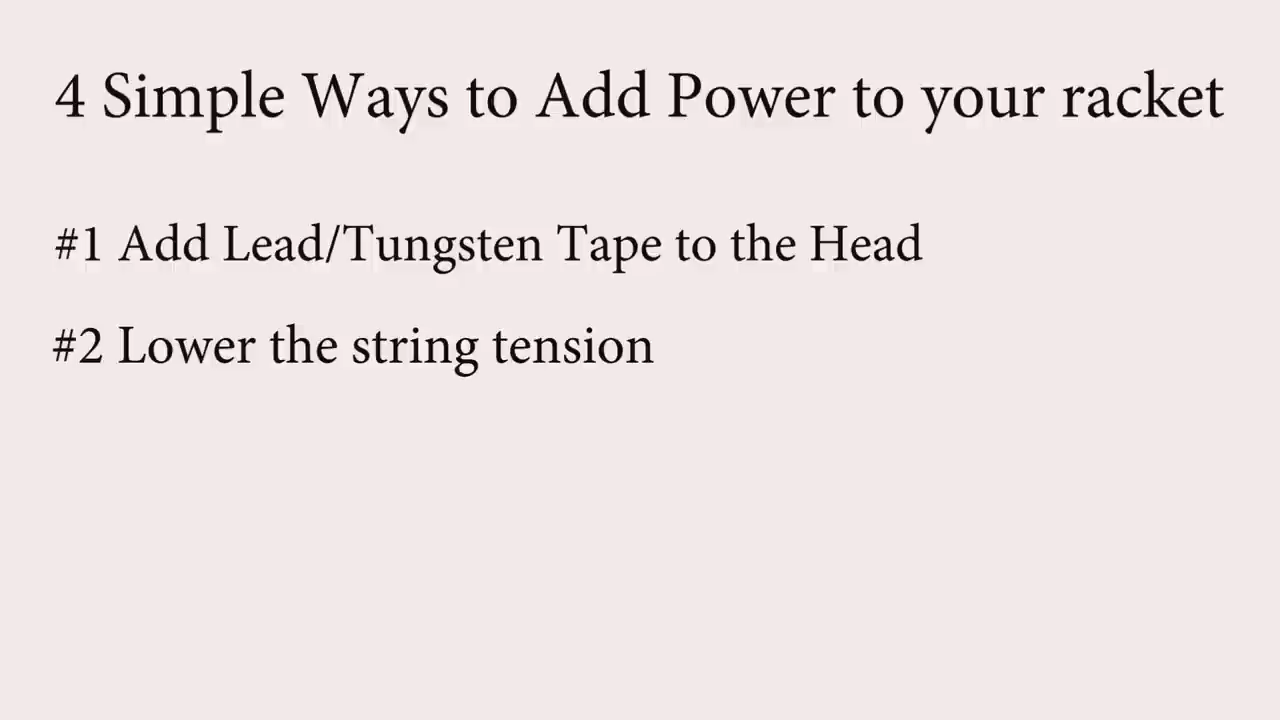 4 Simple Ways to Add Power to your racket
#1 Add Lead/Tungsten Tape to the Head
#2 Lower the string tension